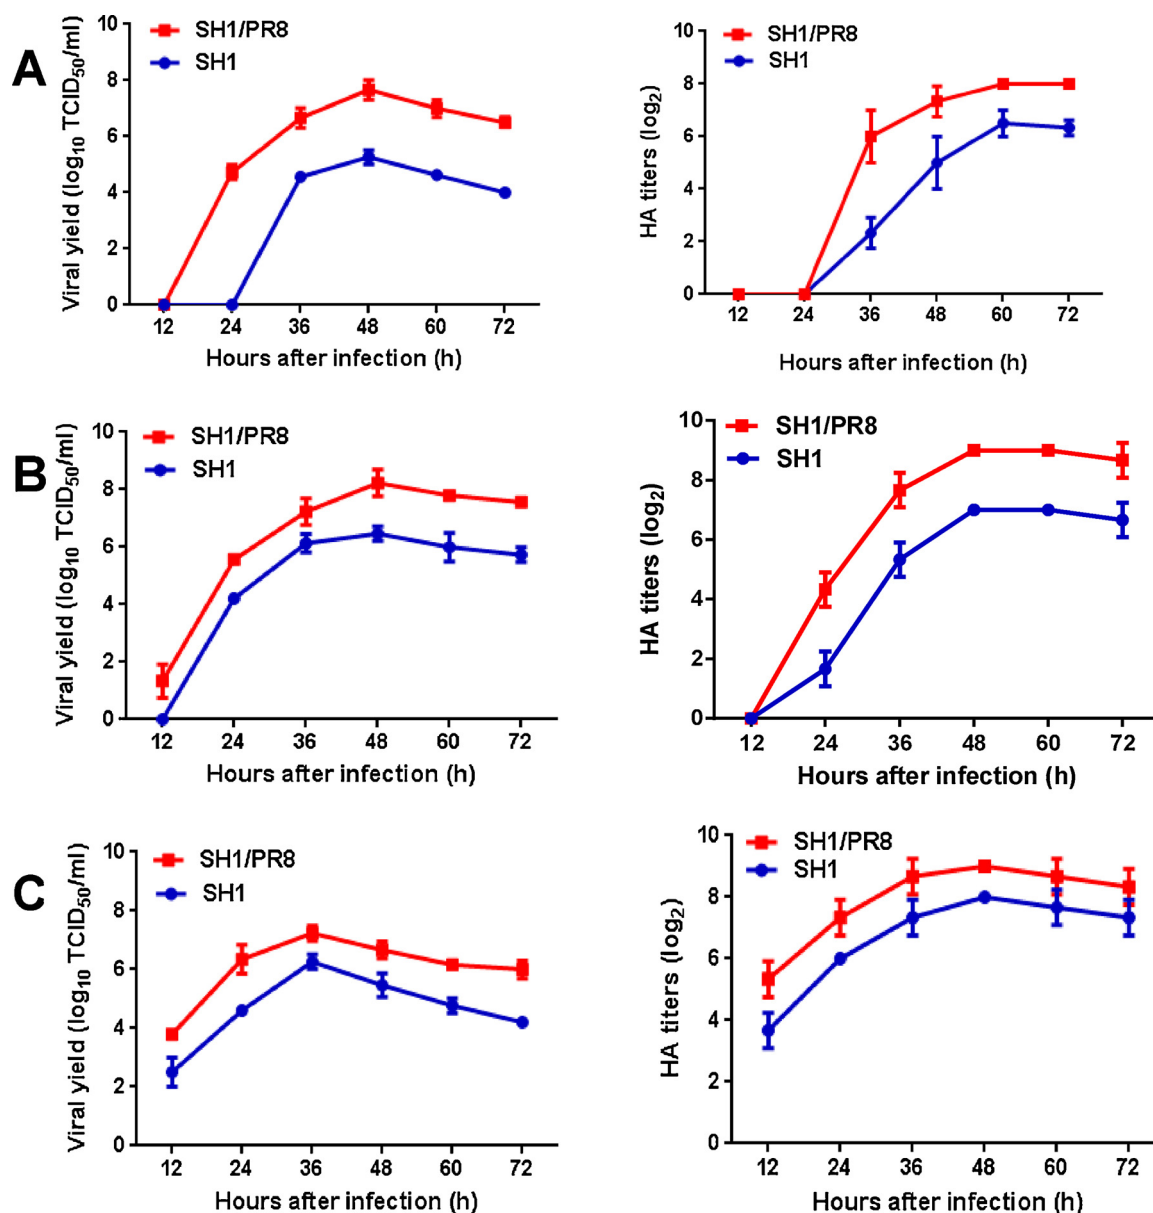 A
SH1/PR8
SH1
Viral yield (log10 TCID50/ml)
10
8
6
4
2
0
12 24 36 48 60 72
Hours after infection (h)
SH1/PR8
SH1
HA titers (log2)
10
8
6
4
2
0
12 24 36 48 60 72
Hours after infection (h)
B
SH1/PR8
SH1
Viral yield (log10 TCID50/ml)
10
8
6
4
2
0
12 24 36 48 60 72
Hours after infection (h)
SH1/PR8
SH1
HA titers (log2)
10
8
6
4
2
0
12 24 36 48 60 72
Hours after infection (h)
C
SH1/PR8
SH1
Viral yield (log10 TCID50/ml)
10
8
6
4
2
0
12 24 36 48 60 72
Hours after infection (h)
SH1/PR8
SH1
HA titers (log2)
10
8
6
4
2
0
12 24 36 48 60 72
Hours after infection (h)